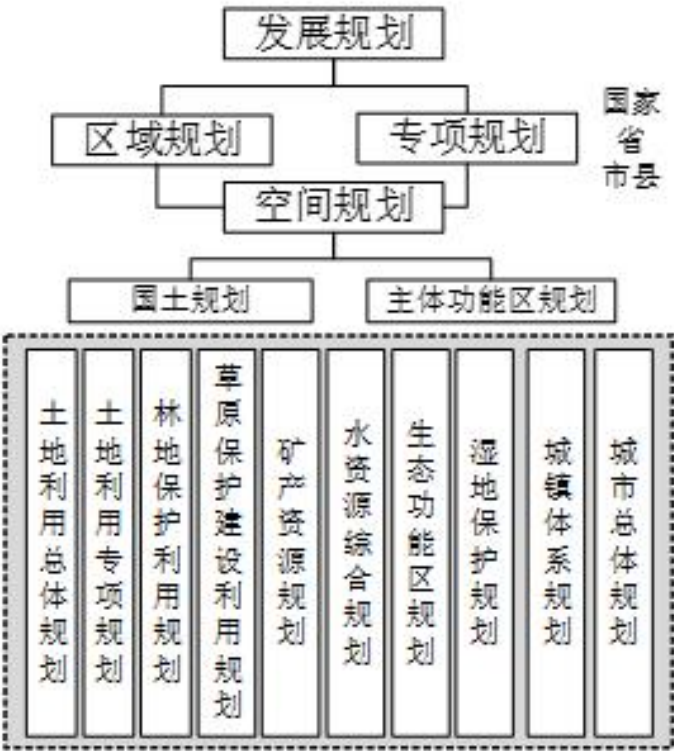 发展规划
区域规划
专项规划
国家
省
市县
空间规划
国土规划
主体功能区规划
土地利用总体规划
土地利用专项规划
林地保护利用规划
草原保护建设利用规划
矿产资源规划
水资源综合规划
生态功能区规划
湿地保护规划
城镇体系规划
城市总体规划